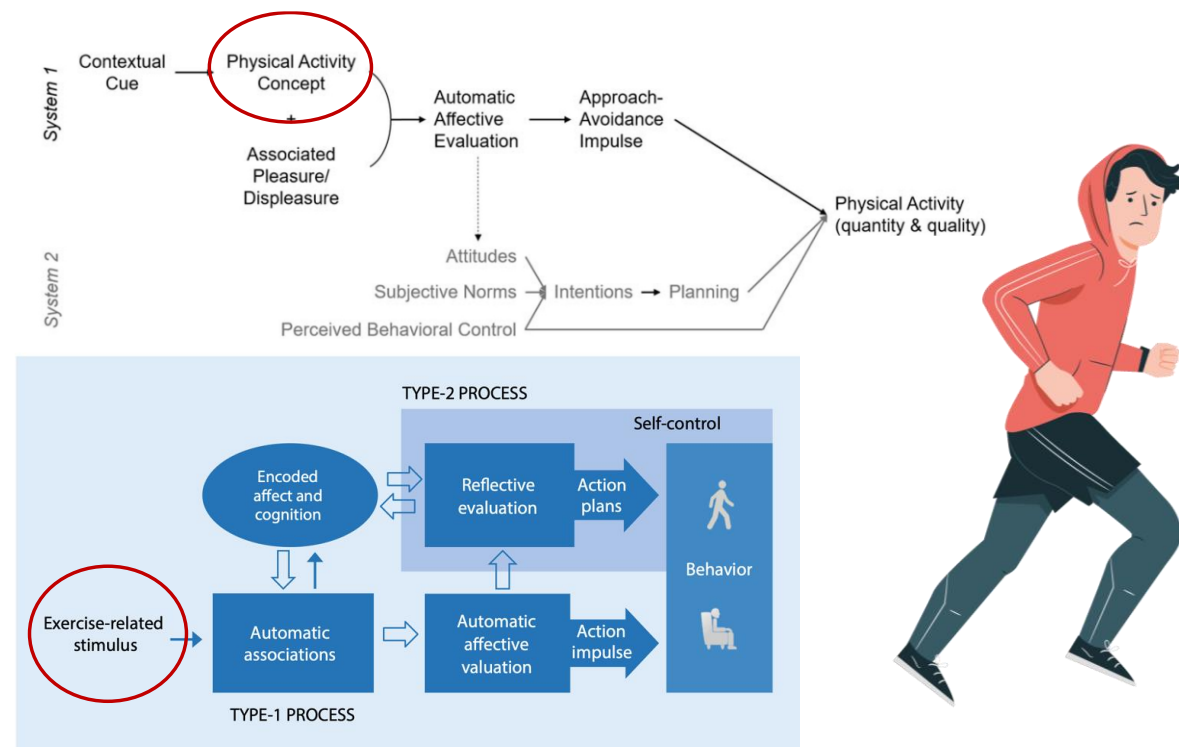 System 1
Contextual
Cue
Physical Activity
Concept
+
Associated
Pleasure/
Displeasure
Automatic
Affective
Evaluation
Approach-
Avoidance
Impulse
Physical Activity
(quantity & quality)
System 2
Attitudes
Subjective Norms
Intentions
Planning
Perceived Behavioral Control
TYPE-2 PROCESS
Self-control
Encoded
affect and
cognition
Reflective
evaluation
Action
plans
Behavior
Exercise-related
stimulus
Automatic
associations
Automatic
affective
valuation
Action
impulse
TYPE-1 PROCESS